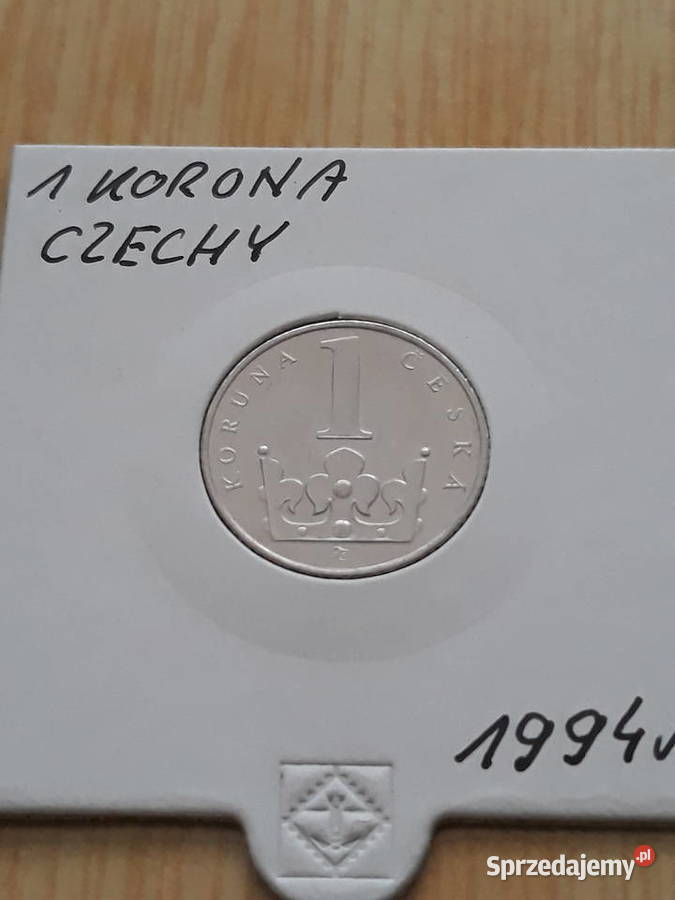 1 KORONA
CZECHY
1
KORUNA ČESKÁ
1994
Sprzedajemy.pl